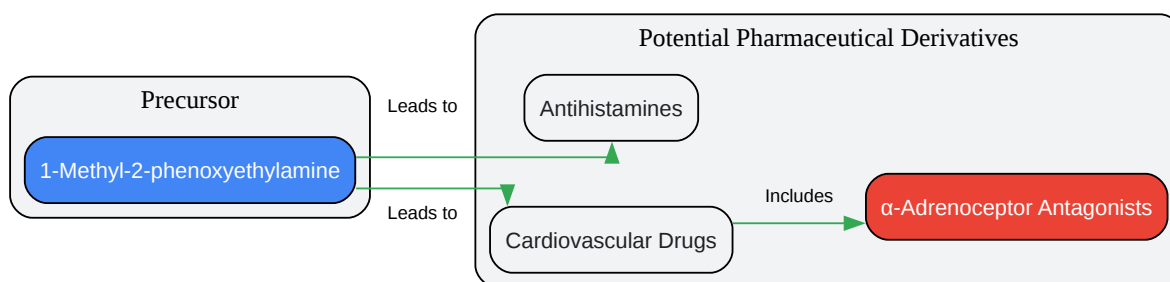 Potential Pharmaceutical Derivatives
Precursor
Leads to
Antihistamines
1-Methyl-2-phenoxyethylamine
Includes
α-Adrenoceptor Antagonists
Leads to
Cardiovascular Drugs